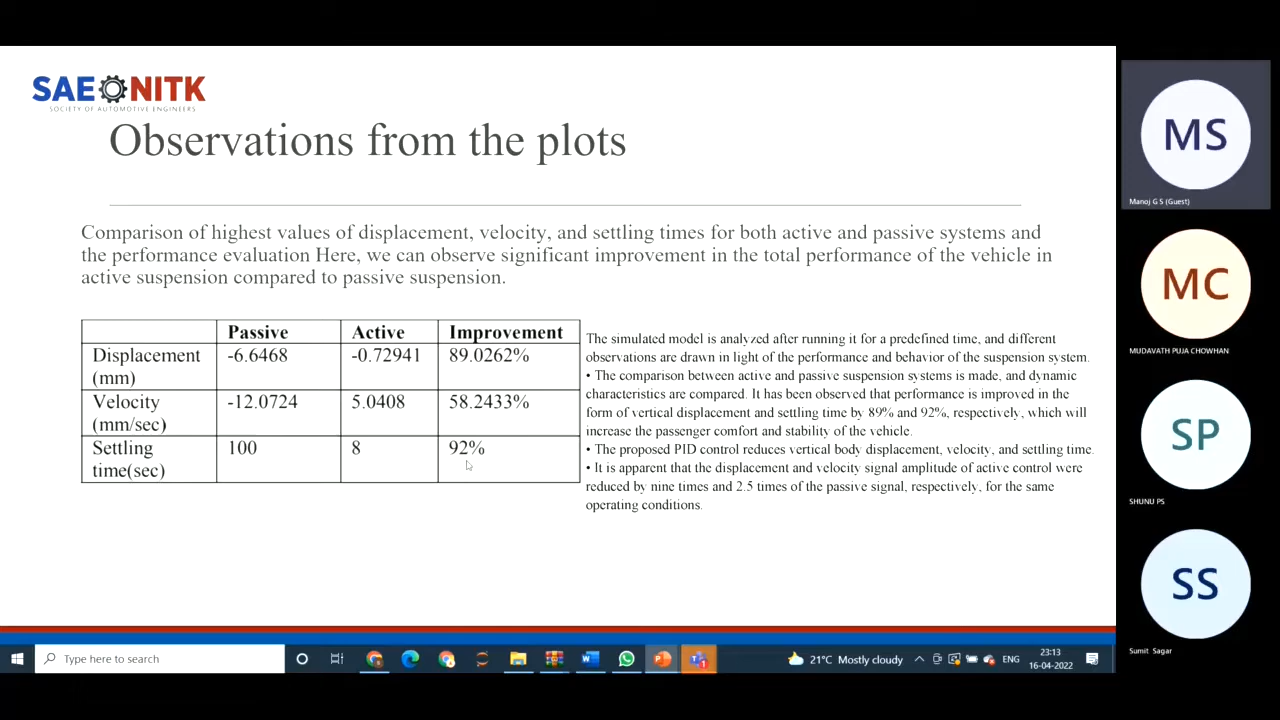 SAE NITK
SOCIETY OF AUTOMOTIVE ENGINEERS
Observations from the plots
Comparison of highest values of displacement, velocity, and settling times for both active and passive systems and
the performance evaluation Here, we can observe significant improvement in the total performance of the vehicle in
active suspension compared to passive suspension.
Passive Active Improvement
Displacement -6.6468 -0.72941 89.0262%
(mm)
Velocity -12.0724 5.0408 58.2433%
(mm/sec)
Settling 100 8 92%
time(sec)
The simulated model is analyzed after running it for a predefined time, and different
observations are drawn in light of the performance and behavior of the suspension system.
• The comparison between active and passive suspension systems is made, and dynamic
characteristics are compared. It has been observed that performance is improved in the
form of vertical displacement and settling time by 89% and 92%, respectively, which will
increase the passenger comfort and stability of the vehicle.
• The proposed PID control reduces vertical body displacement, velocity, and settling time.
• It is apparent that the displacement and velocity signal amplitude of active control were
reduced by nine times and 2.5 times of the passive signal, respectively, for the same
operating conditions.
MS
Manoj G S (Guest)
MC
MUDAVATH PUJA CHOWHAN
SP
SHUNU PS
SS
Sumit Sagar
Type here to search
21°C Mostly cloudy
ENG
23:13
16-04-2022